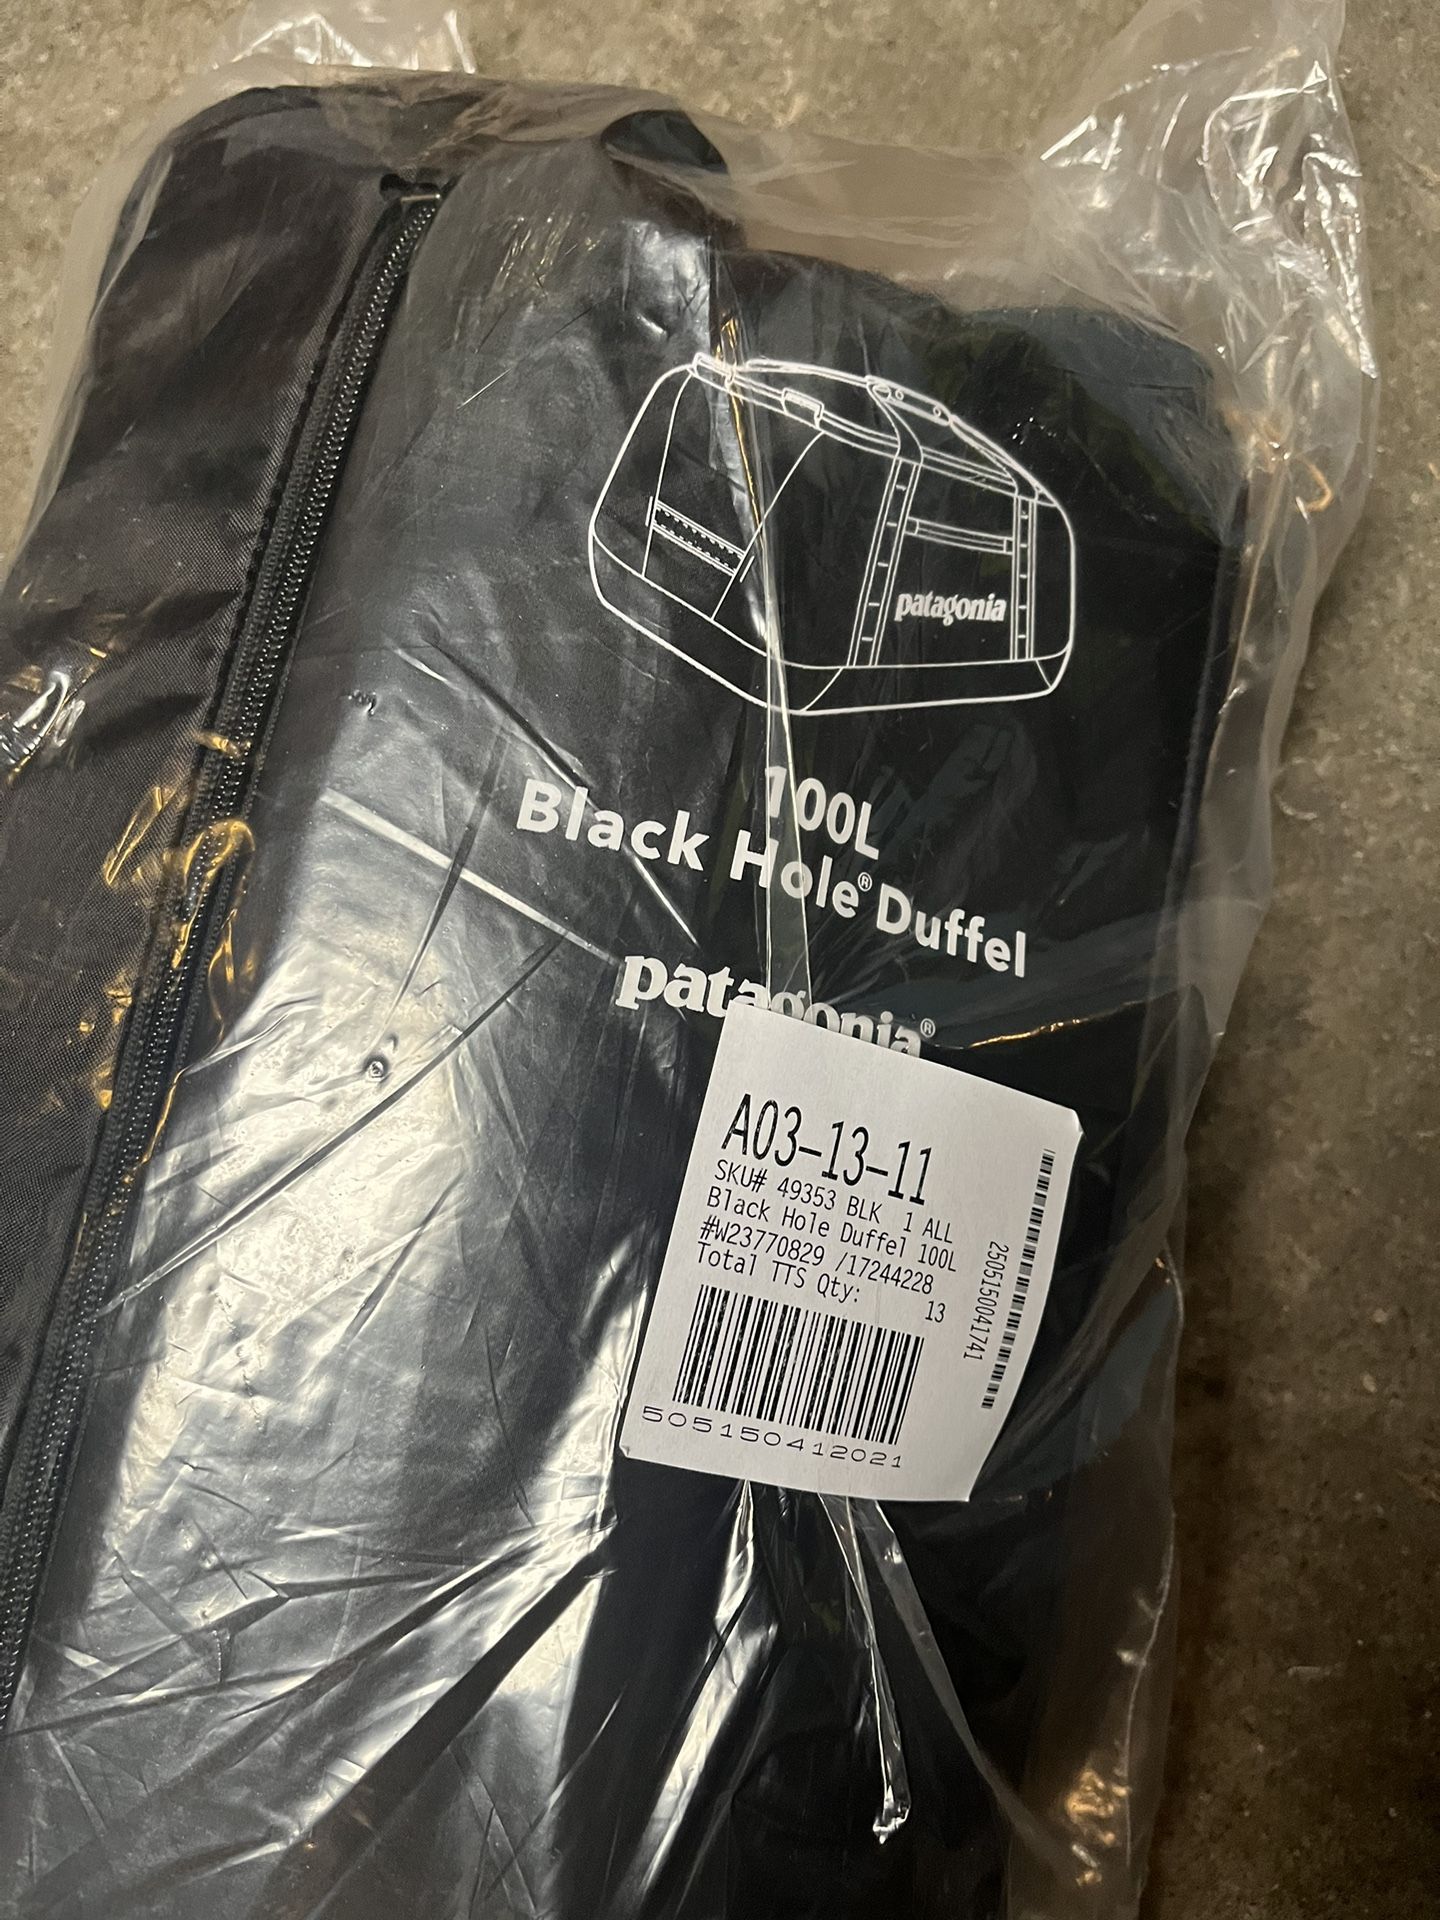 patagonia
100L
Black Hole® Duffel
patagonia®
A03-13-11
SKU# 49353 BLK 1 ALL
Black Hole Duffel 100L
#W23770829 /17244228
Total TTS Qty: 13
505150412021
2505150041741